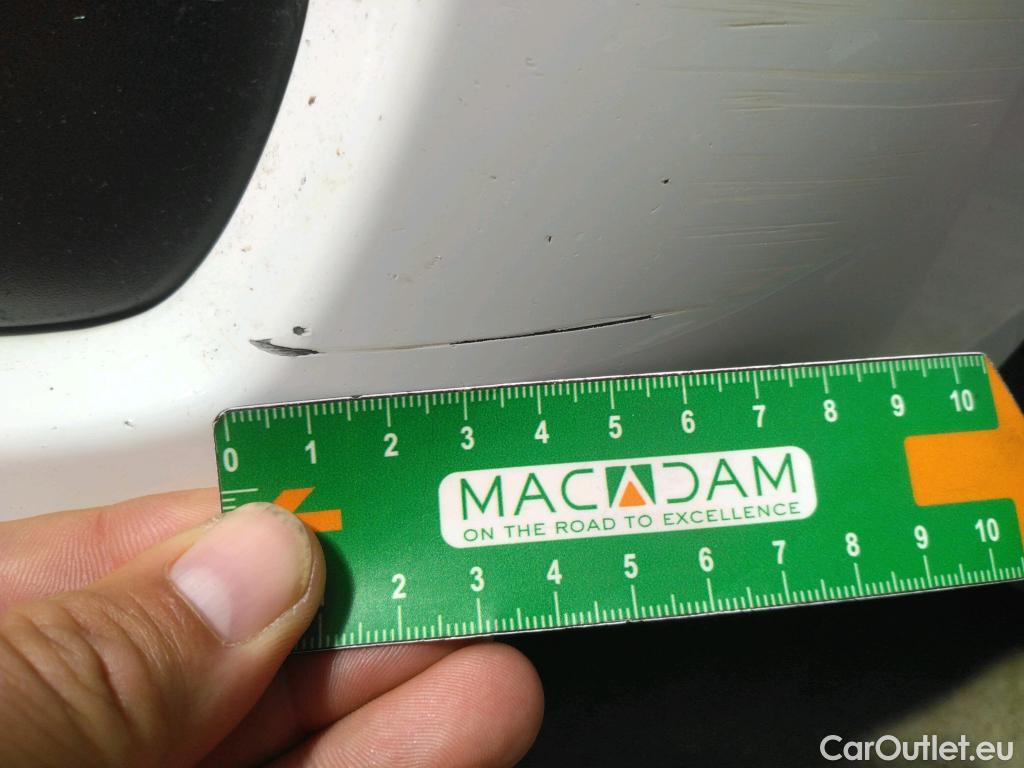 0 1 2 3 4 5 6 7 8 9 10
MACADAM
ON THE ROAD TO EXCELLENCE
2 3 4 5 6 7 8 9 10
CarOutlet.eu